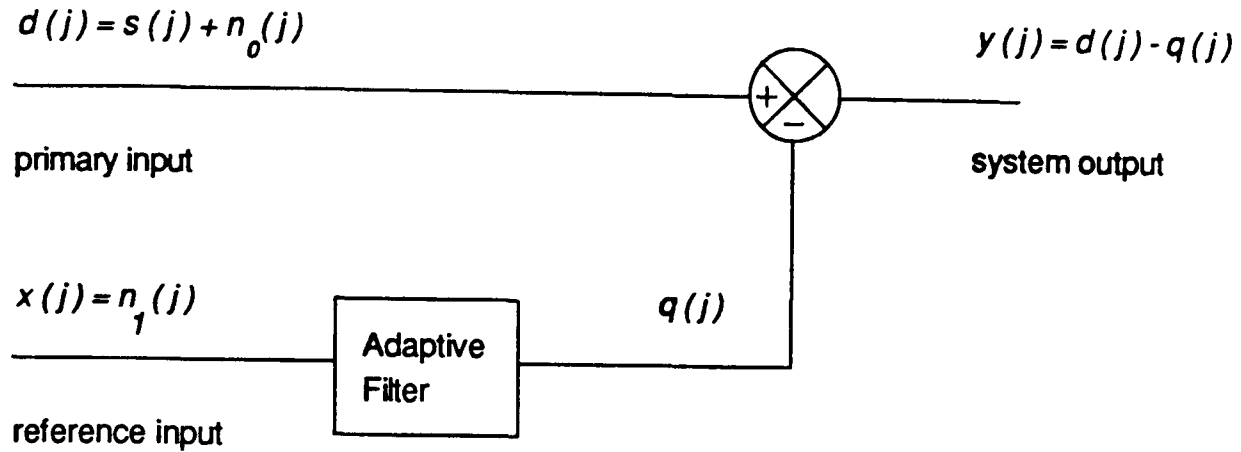 d(j) = s(j) + n₀(j)
y(j) = d(j) - q(j)
+
−
primary input
system output
x(j) = n₁(j)
q(j)
Adaptive
Filter
reference input